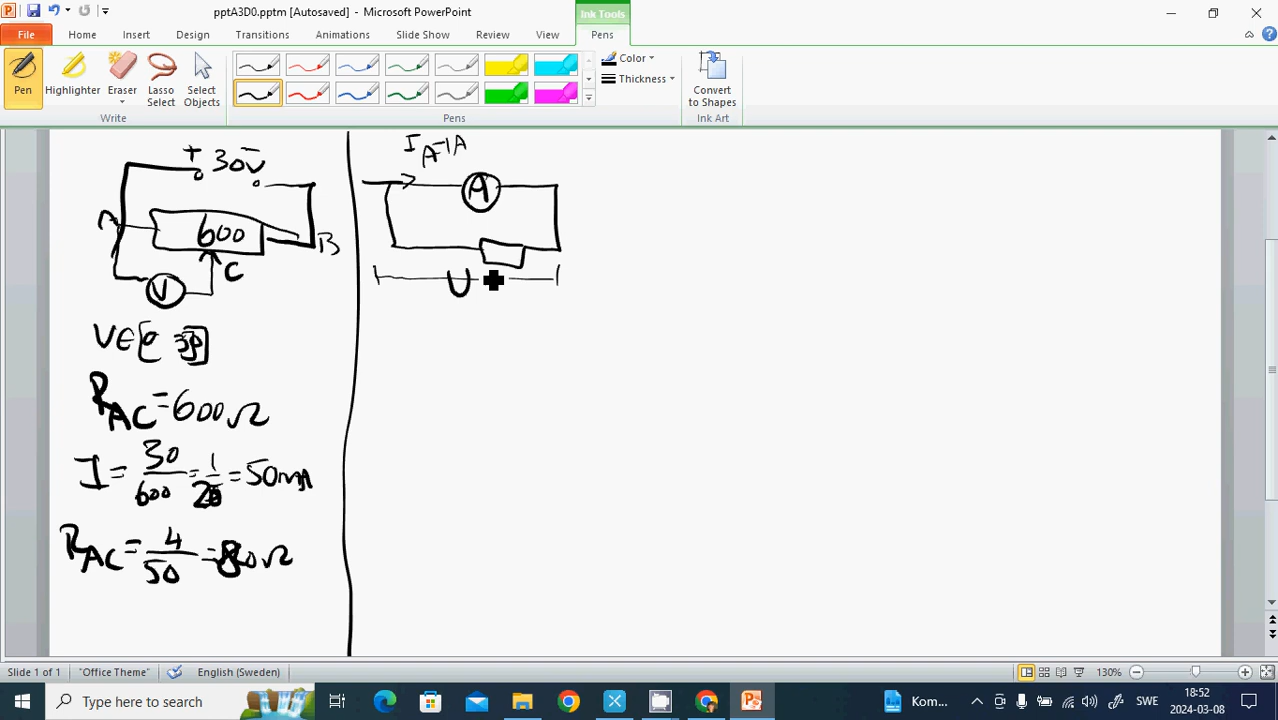 pptA3D0.pptm [Autosaved] - Microsoft PowerPoint
Ink Tools
File Home Insert Design Transitions Animations Slide Show Review View Pens
Pen
Highlighter
Eraser
Lasso Select
Select Objects
Color
Thickness
Convert to Shapes
Write
Pens
Ink Art
+ 30V -
600
B
C
V
I
A=1A
A
U
R_AC=600Ω
I = 30/600 = 1/20 = 50mA
R_AC = 4/50 = 80Ω
Slide 1 of 1
"Office Theme"
English (Sweden)
130%
Type here to search
Kom...
SWE
18:52
2024-03-08